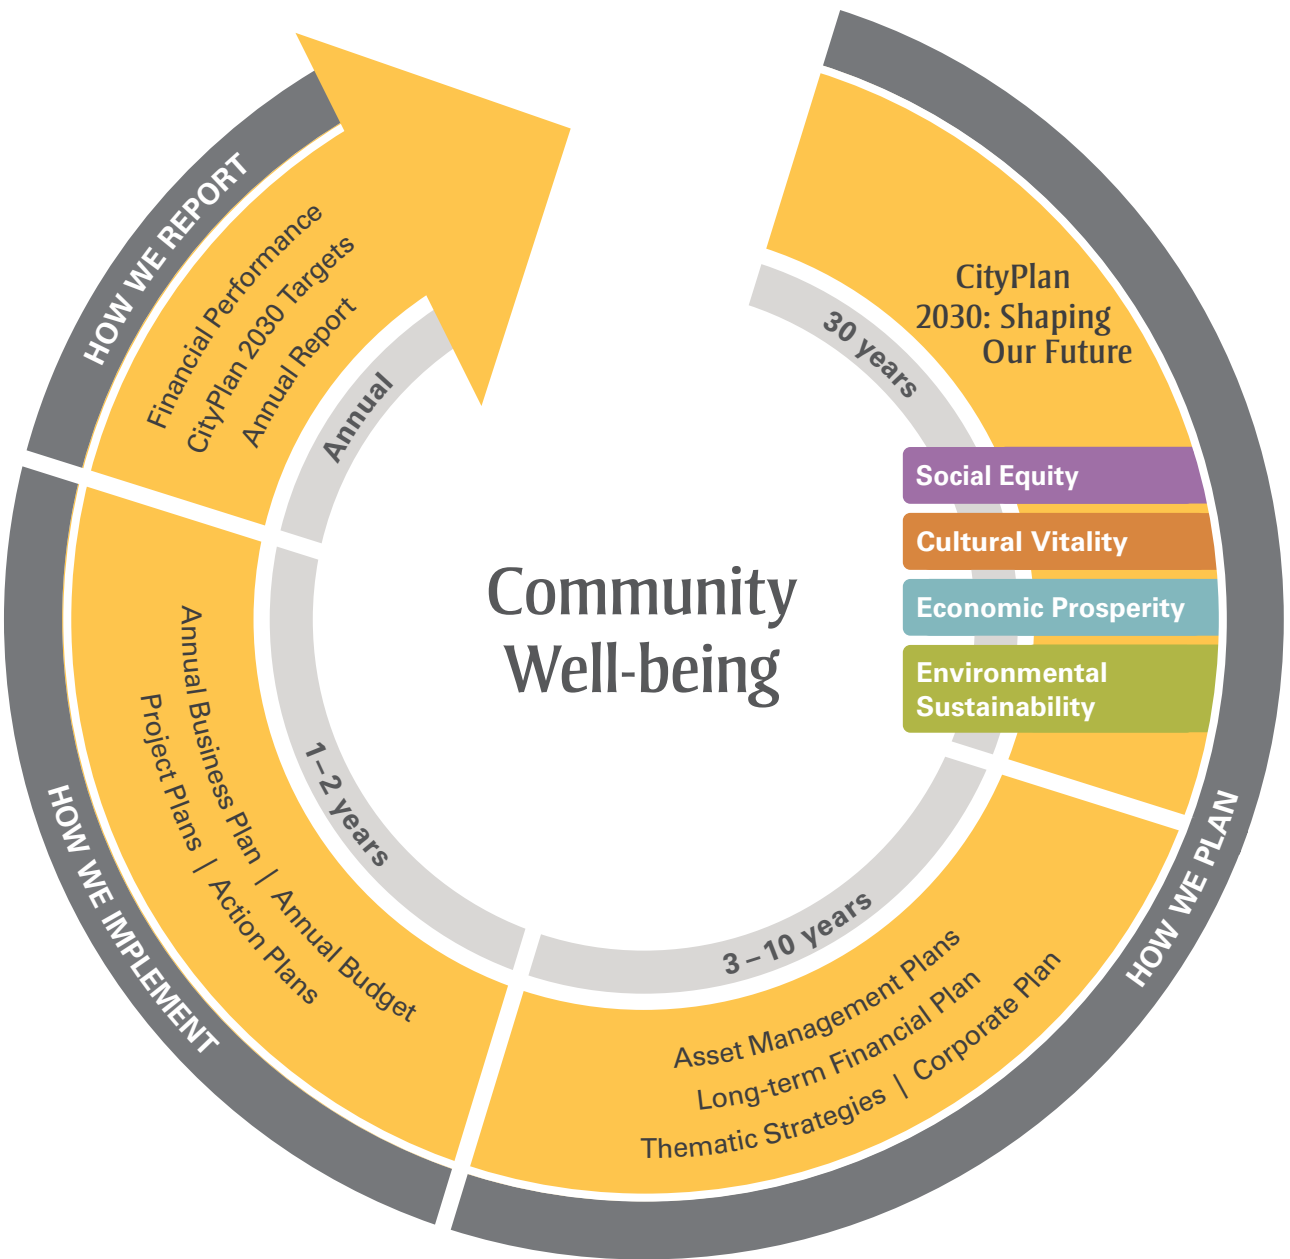 CityPlan
2030: Shaping
Our Future
30 years
Social Equity
Cultural Vitality
Economic Prosperity
Environmental
Sustainability
HOW WE PLAN
3–10 years
Asset Management Plans
Long-term Financial Plan
Thematic Strategies | Corporate Plan
HOW WE IMPLEMENT
1–2 years
Annual Business Plan | Annual Budget
Project Plans | Action Plans
HOW WE REPORT
Financial Performance
CityPlan 2030 Targets
Annual Report
Annual
Community
Well-being